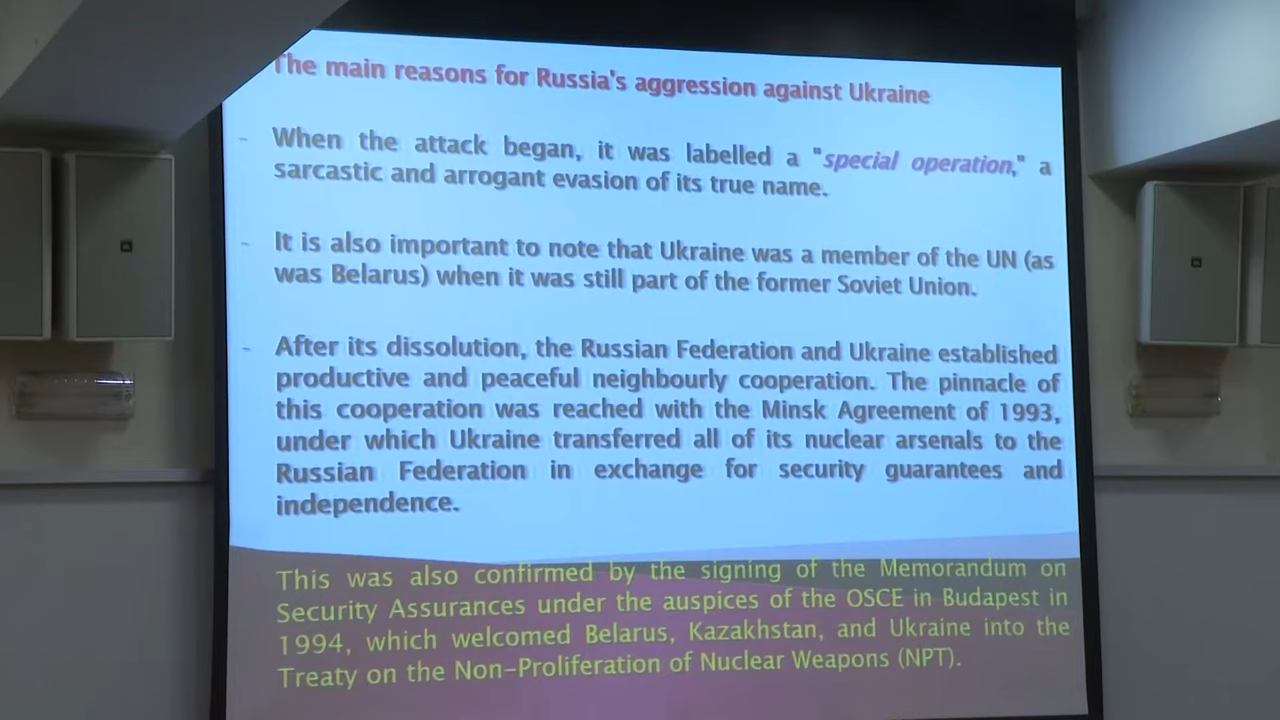 The main reasons for Russia's aggression against Ukraine
- When the attack began, it was labelled a "special operation," a
sarcastic and arrogant evasion of its true name.
- It is also important to note that Ukraine was a member of the UN (as
was Belarus) when it was still part of the former Soviet Union.
- After its dissolution, the Russian Federation and Ukraine established
productive and peaceful neighbourly cooperation. The pinnacle of
this cooperation was reached with the Minsk Agreement of 1993,
under which Ukraine transferred all of its nuclear arsenals to the
Russian Federation in exchange for security guarantees and
independence.
This was also confirmed by the signing of the Memorandum on
Security Assurances under the auspices of the OSCE in Budapest in
1994, which welcomed Belarus, Kazakhstan, and Ukraine into the
Treaty on the Non-Proliferation of Nuclear Weapons (NPT).